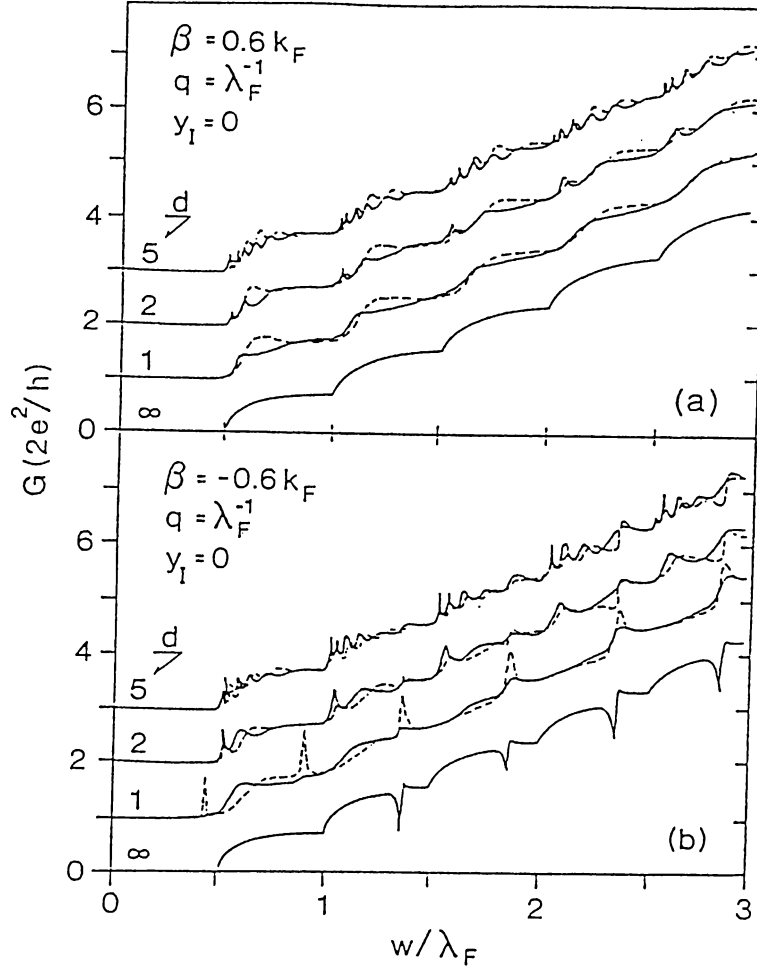 β = 0.6 k_F
q = λ_F^-1
y_I = 0
6
4
d
5
2
2
1
∞
0
(a)
G (2e²/h)
β = -0.6 k_F
q = λ_F^-1
y_I = 0
6
4
d
5
2
2
1
∞
0
(b)
0
1
2
3
w/λ_F